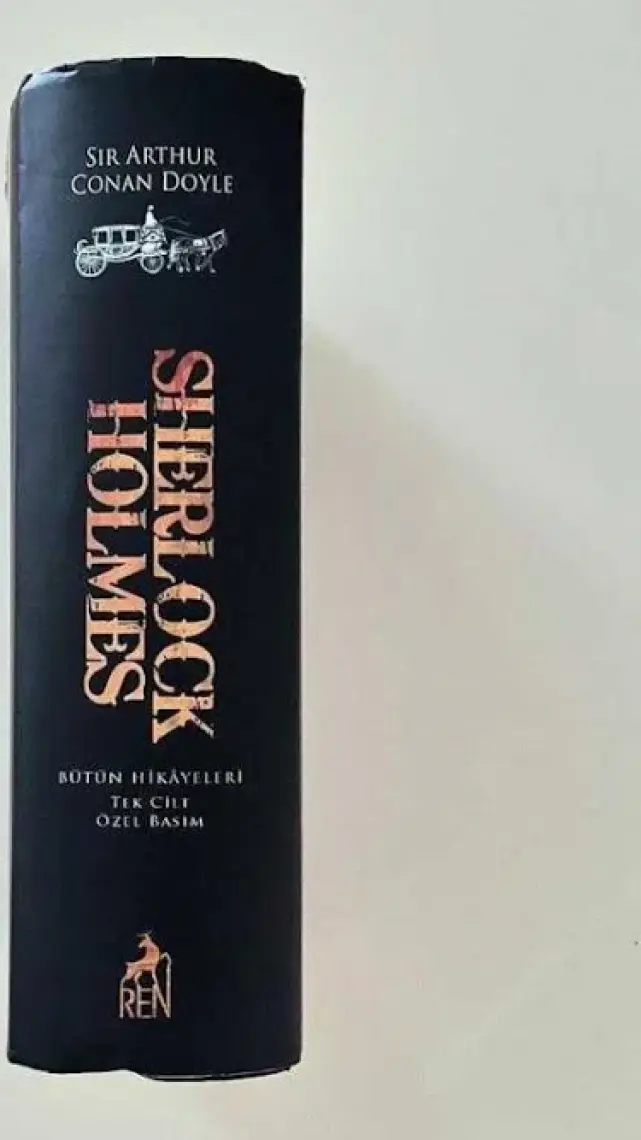 SIR ARTHUR
CONAN DOYLE
SHERLOCK
HOLMES
BÜTÜN HİKÂYELERİ
TEK CİLT
ÖZEL BASIM
REN